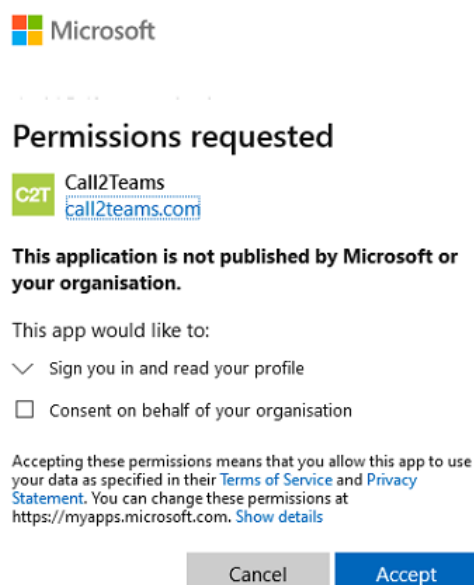 Microsoft
Permissions requested
C2T
Call2Teams
call2teams.com
This application is not published by Microsoft or
your organisation.
This app would like to:
Sign you in and read your profile
Consent on behalf of your organisation
Accepting these permissions means that you allow this app to use
your data as specified in their Terms of Service and Privacy
Statement. You can change these permissions at
https://myapps.microsoft.com. Show details
Cancel
Accept